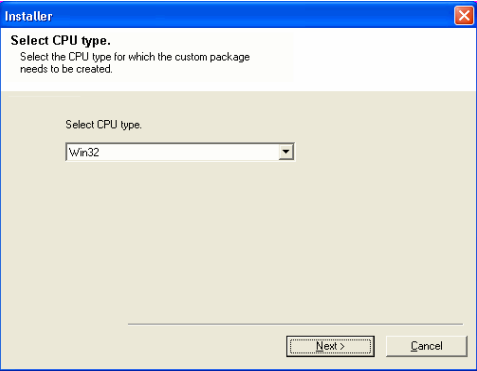 Installer
Select CPU type.
Select the CPU type for which the custom package
needs to be created.
Select CPU type.
Win32
Next >
Cancel